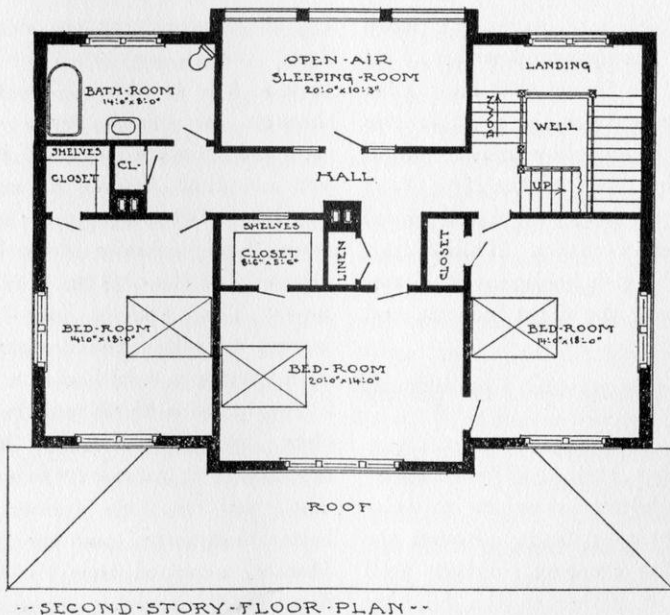 OPEN-AIR
SLEEPING-ROOM
20'.0"x10'.3"
LANDING
BATH-ROOM
14'.0"x8'.0"
DOWN
WELL
SHELVES
CL.
CLOSET
HALL
UP
SHELVES
CLOSET
8'.6"x5'.6"
LINEN
CLOSET
BED-ROOM
14'.0"x18'.0"
BED-ROOM
14'.0"x18'.0"
BED-ROOM
20'.0"x14'.0"
ROOF
--SECOND-STORY-FLOOR-PLAN--